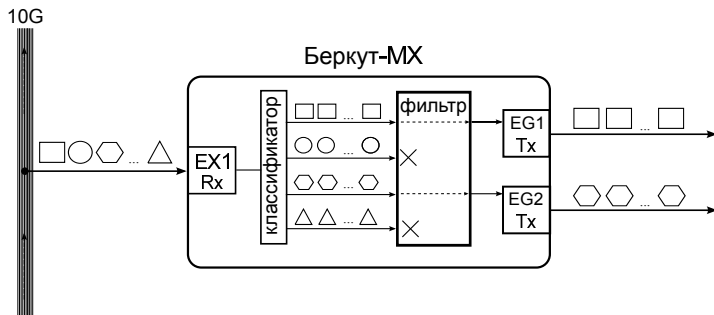 10G
Беркут-MX
...
классификатор
фильтр
EX1
Rx
...
...
...
...
EG1
Tx
...
EG2
Tx
...